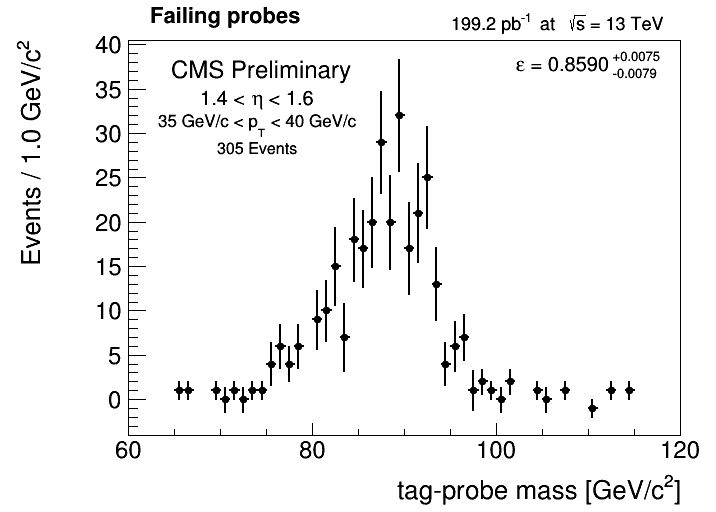 Failing probes
199.2 pb⁻¹ at √s = 13 TeV
CMS Preliminary
1.4 < η < 1.6
35 GeV/c < p_T < 40 GeV/c
305 Events
ε = 0.8590 +0.0075 -0.0079
Events / 1.0 GeV/c²
40
35
30
25
20
15
10
5
0
60 80 100 120
tag-probe mass [GeV/c²]